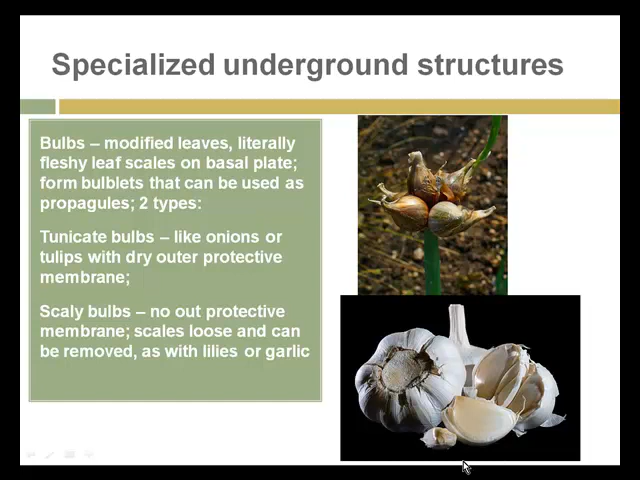 Specialized underground structures
Bulbs – modified leaves, literally
fleshy leaf scales on basal plate;
form bulblets that can be used as
propagules; 2 types:
Tunicate bulbs – like onions or
tulips with dry outer protective
membrane;
Scaly bulbs – no out protective
membrane; scales loose and can
be removed, as with lilies or garlic